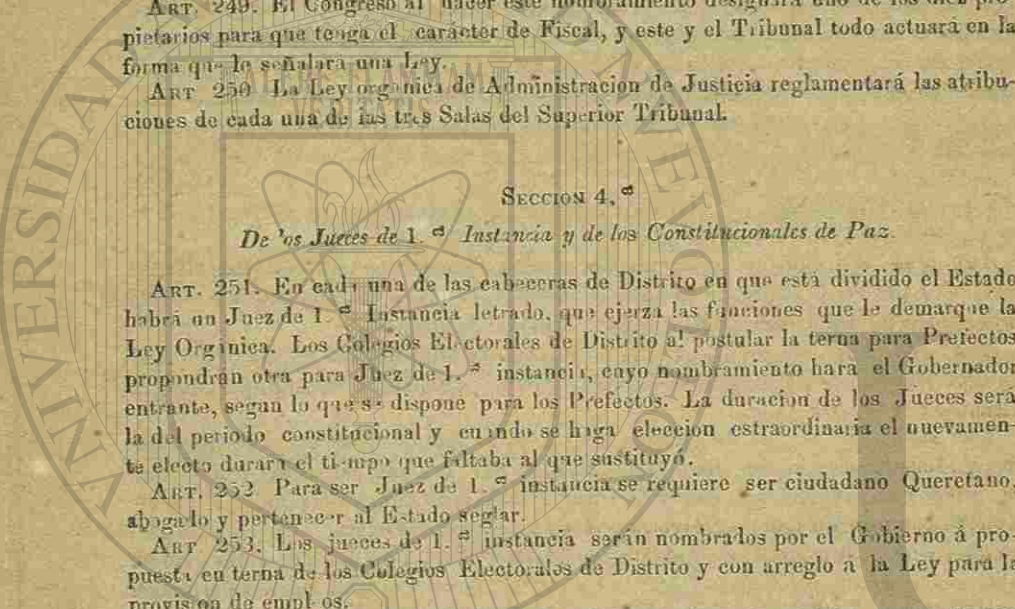 ART. 249. El Congreso al hacer este nombramiento designará uno de los diez pro-
pietarios para que tenga el carácter de Fiscal, y este y el Tribunal todo actuará en la
forma que le señalara una Ley.
ART 250 La Ley orgánica de Administracion de Justicia reglamentará las atribu-
ciones de cada una de las tres Salas del Superior Tribunal.
SECCION 4.ª
De los Jueces de 1.ª Instancia y de los Constitucionales de Paz.
ART. 251. En cada una de las cabeceras de Distrito en que está dividido el Estado
habrá un Juez de 1.ª Instancia letrado, que ejerza las funciones que le demarque la
Ley Orgánica. Los Colegios Electorales de Distrito al postular la terna para Prefectos
propondrán otra para Juez de 1.ª instancia, cuyo nombramiento hara el Gobernador
entrante, segun lo que se dispone para los Prefectos. La duracion de los Jueces será
la del periodo constitucional y cuando se haga eleccion estraordinaria el nuevamen-
te electo durará el tiempo que faltaba al que sustituyó.
ART. 252. Para ser Juez de 1.ª instancia se requiere ser ciudadano Queretano,
abogado y pertenecer al Estado seglar.
ART 253. Los jueces de 1.ª instancia serán nombrados por el Gobierno á pro-
puesta en terna de los Colegios Electorales de Distrito y con arreglo á la Ley para la
provision de empleos.
ALERE FLAMMAM
VERITATIS